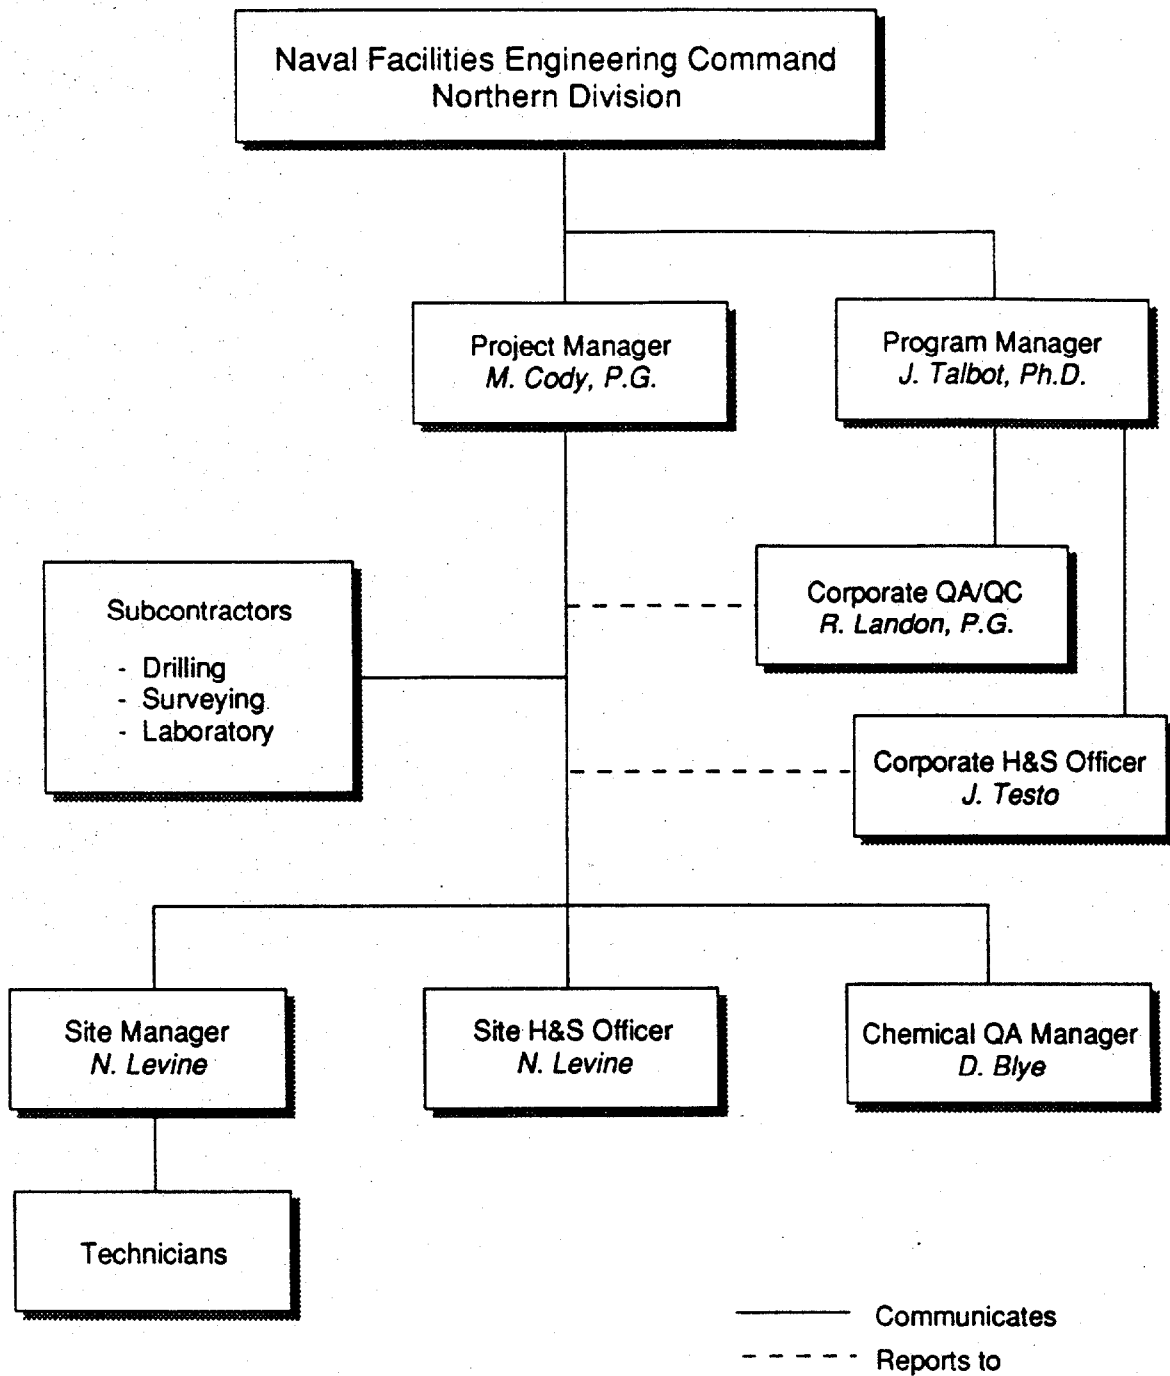 Naval Facilities Engineering Command
Northern Division
Project Manager
M. Cody, P.G.
Program Manager
J. Talbot, Ph.D.
Subcontractors
- Drilling
- Surveying
- Laboratory
Corporate QA/QC
R. Landon, P.G.
Corporate H&S Officer
J. Testo
Site Manager
N. Levine
Site H&S Officer
N. Levine
Chemical QA Manager
D. Blye
Technicians
Communicates
Reports to